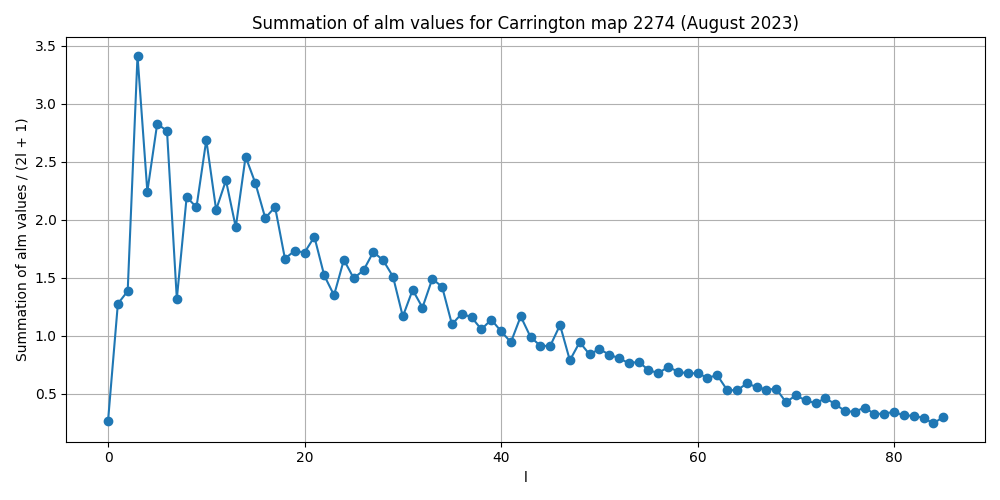 Summation of alm values for Carrington map 2274 (August 2023)
Summation of alm values / (2l + 1)
3.5
3.0
2.5
2.0
1.5
1.0
0.5
0 20 40 60 80
l